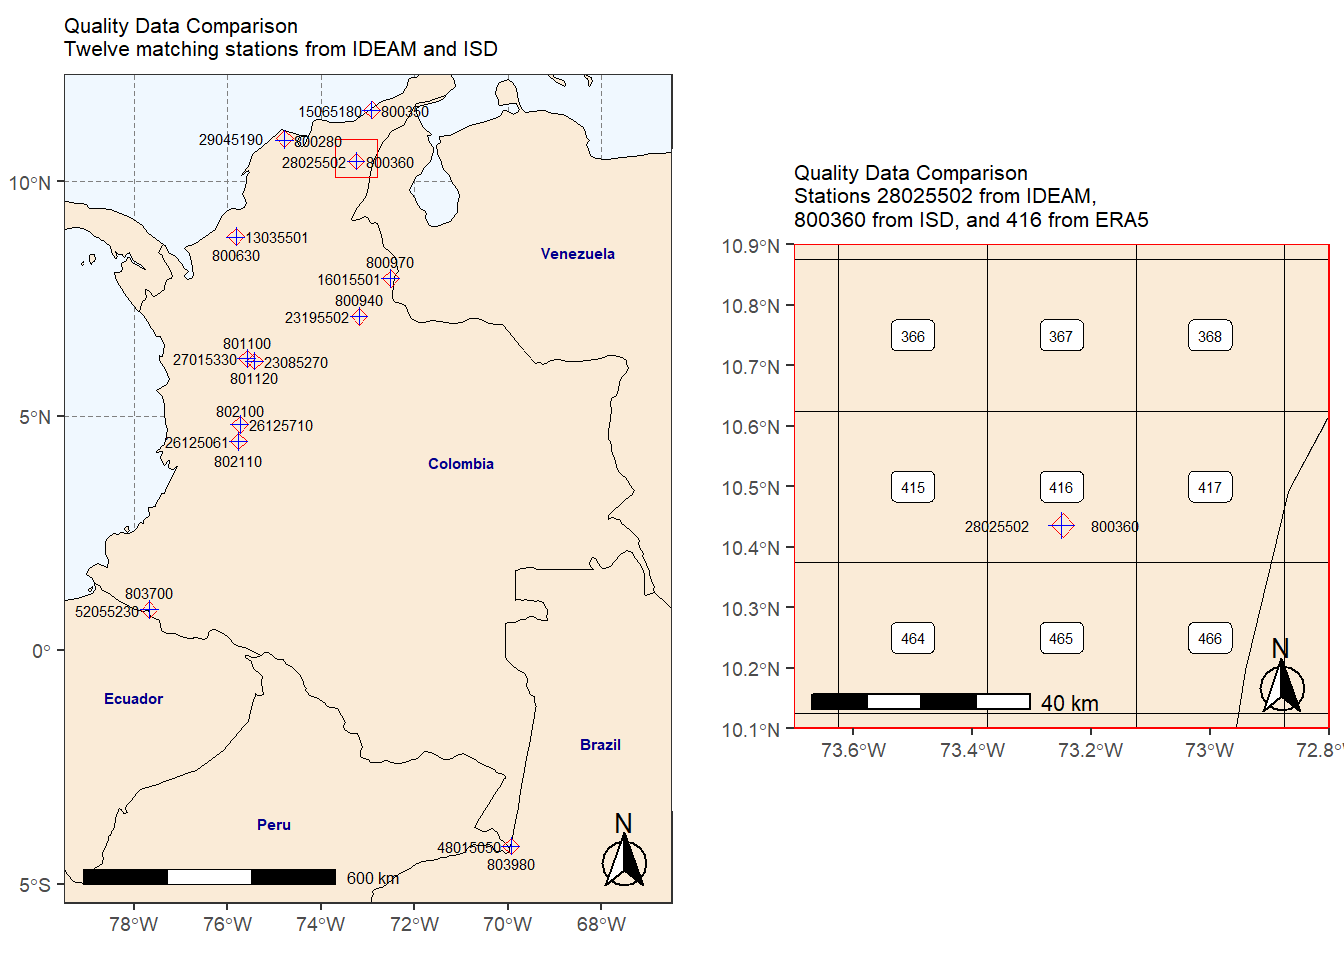 Quality Data Comparison
Twelve matching stations from IDEAM and ISD
15065180
800350
29045190
800280
28025502
800360
10°N
13035501
800630
Venezuela
800970
16015501
800940
23195502
801100
27015330
23085270
801120
802100
5°N
26125710
26125061
802110
Colombia
803700
52055230
0°
Ecuador
Brazil
Peru
N
48015050
803980
600 km
5°S
78°W
76°W
74°W
72°W
70°W
68°W
Quality Data Comparison
Stations 28025502 from IDEAM,
800360 from ISD, and 416 from ERA5
10.9°N
10.8°N
366
367
368
10.7°N
10.6°N
10.5°N
415
416
417
28025502
800360
10.4°N
10.3°N
464
465
466
N
10.2°N
40 km
10.1°N
73.6°W
73.4°W
73.2°W
73°W
72.8°